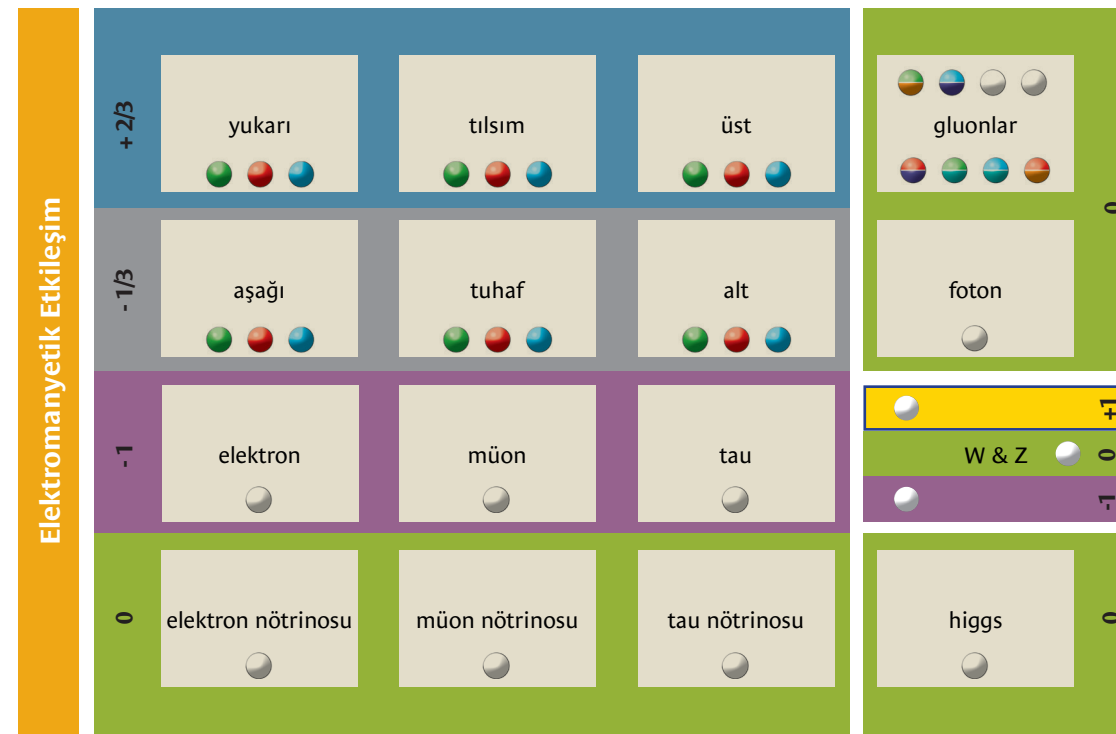 Elektromanyetik Etkileşim
+ 2/3
yukarı
tılsım
üst
gluonlar
0
- 1/3
aşağı
tuhaf
alt
foton
- 1
elektron
müon
tau
+1
W & Z
0
-1
0
elektron nötrinosu
müon nötrinosu
tau nötrinosu
higgs
0